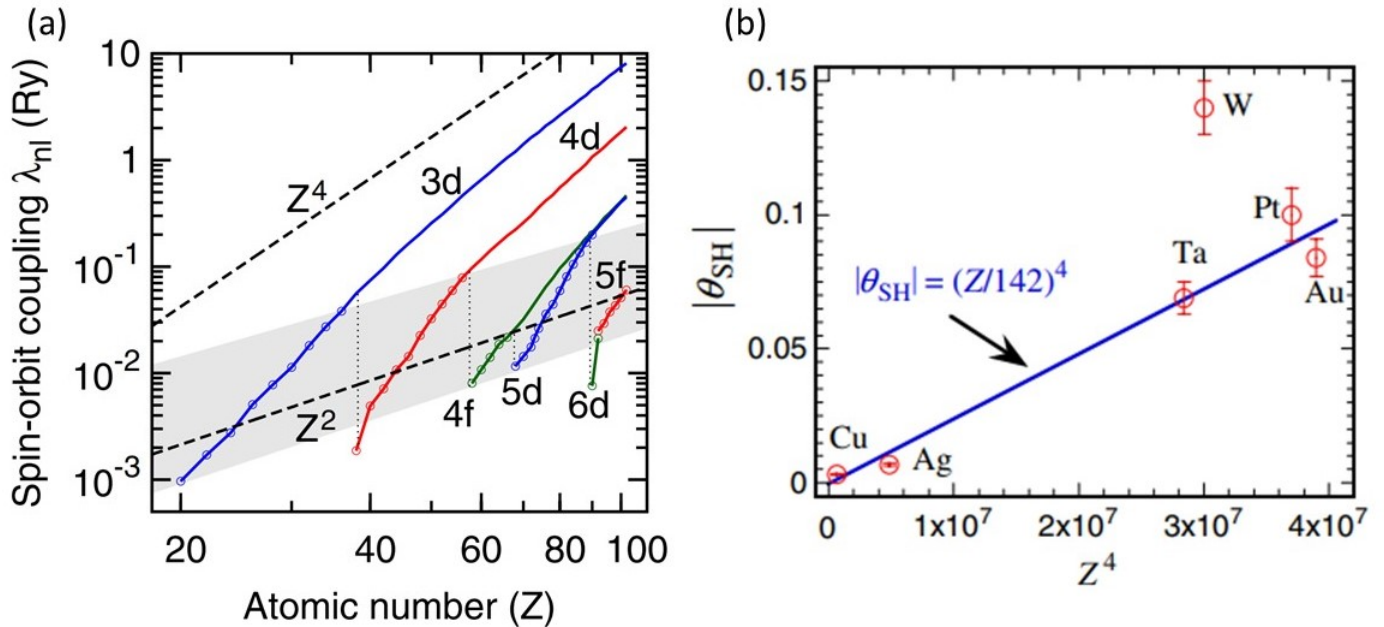 (a)
10
1
10⁻¹
10⁻²
10⁻³
Spin-orbit coupling λnl (Ry)
Z⁴
3d
4d
5f
Z²
4f
5d
6d
20 40 60 80 100
Atomic number (Z)
(b)
0.15
0.1
0.05
0
|θSH|
W
Pt
Ta
Au
|θSH| = (Z/142)⁴
Cu
Ag
0 1x10⁷ 2x10⁷ 3x10⁷ 4x10⁷
Z⁴